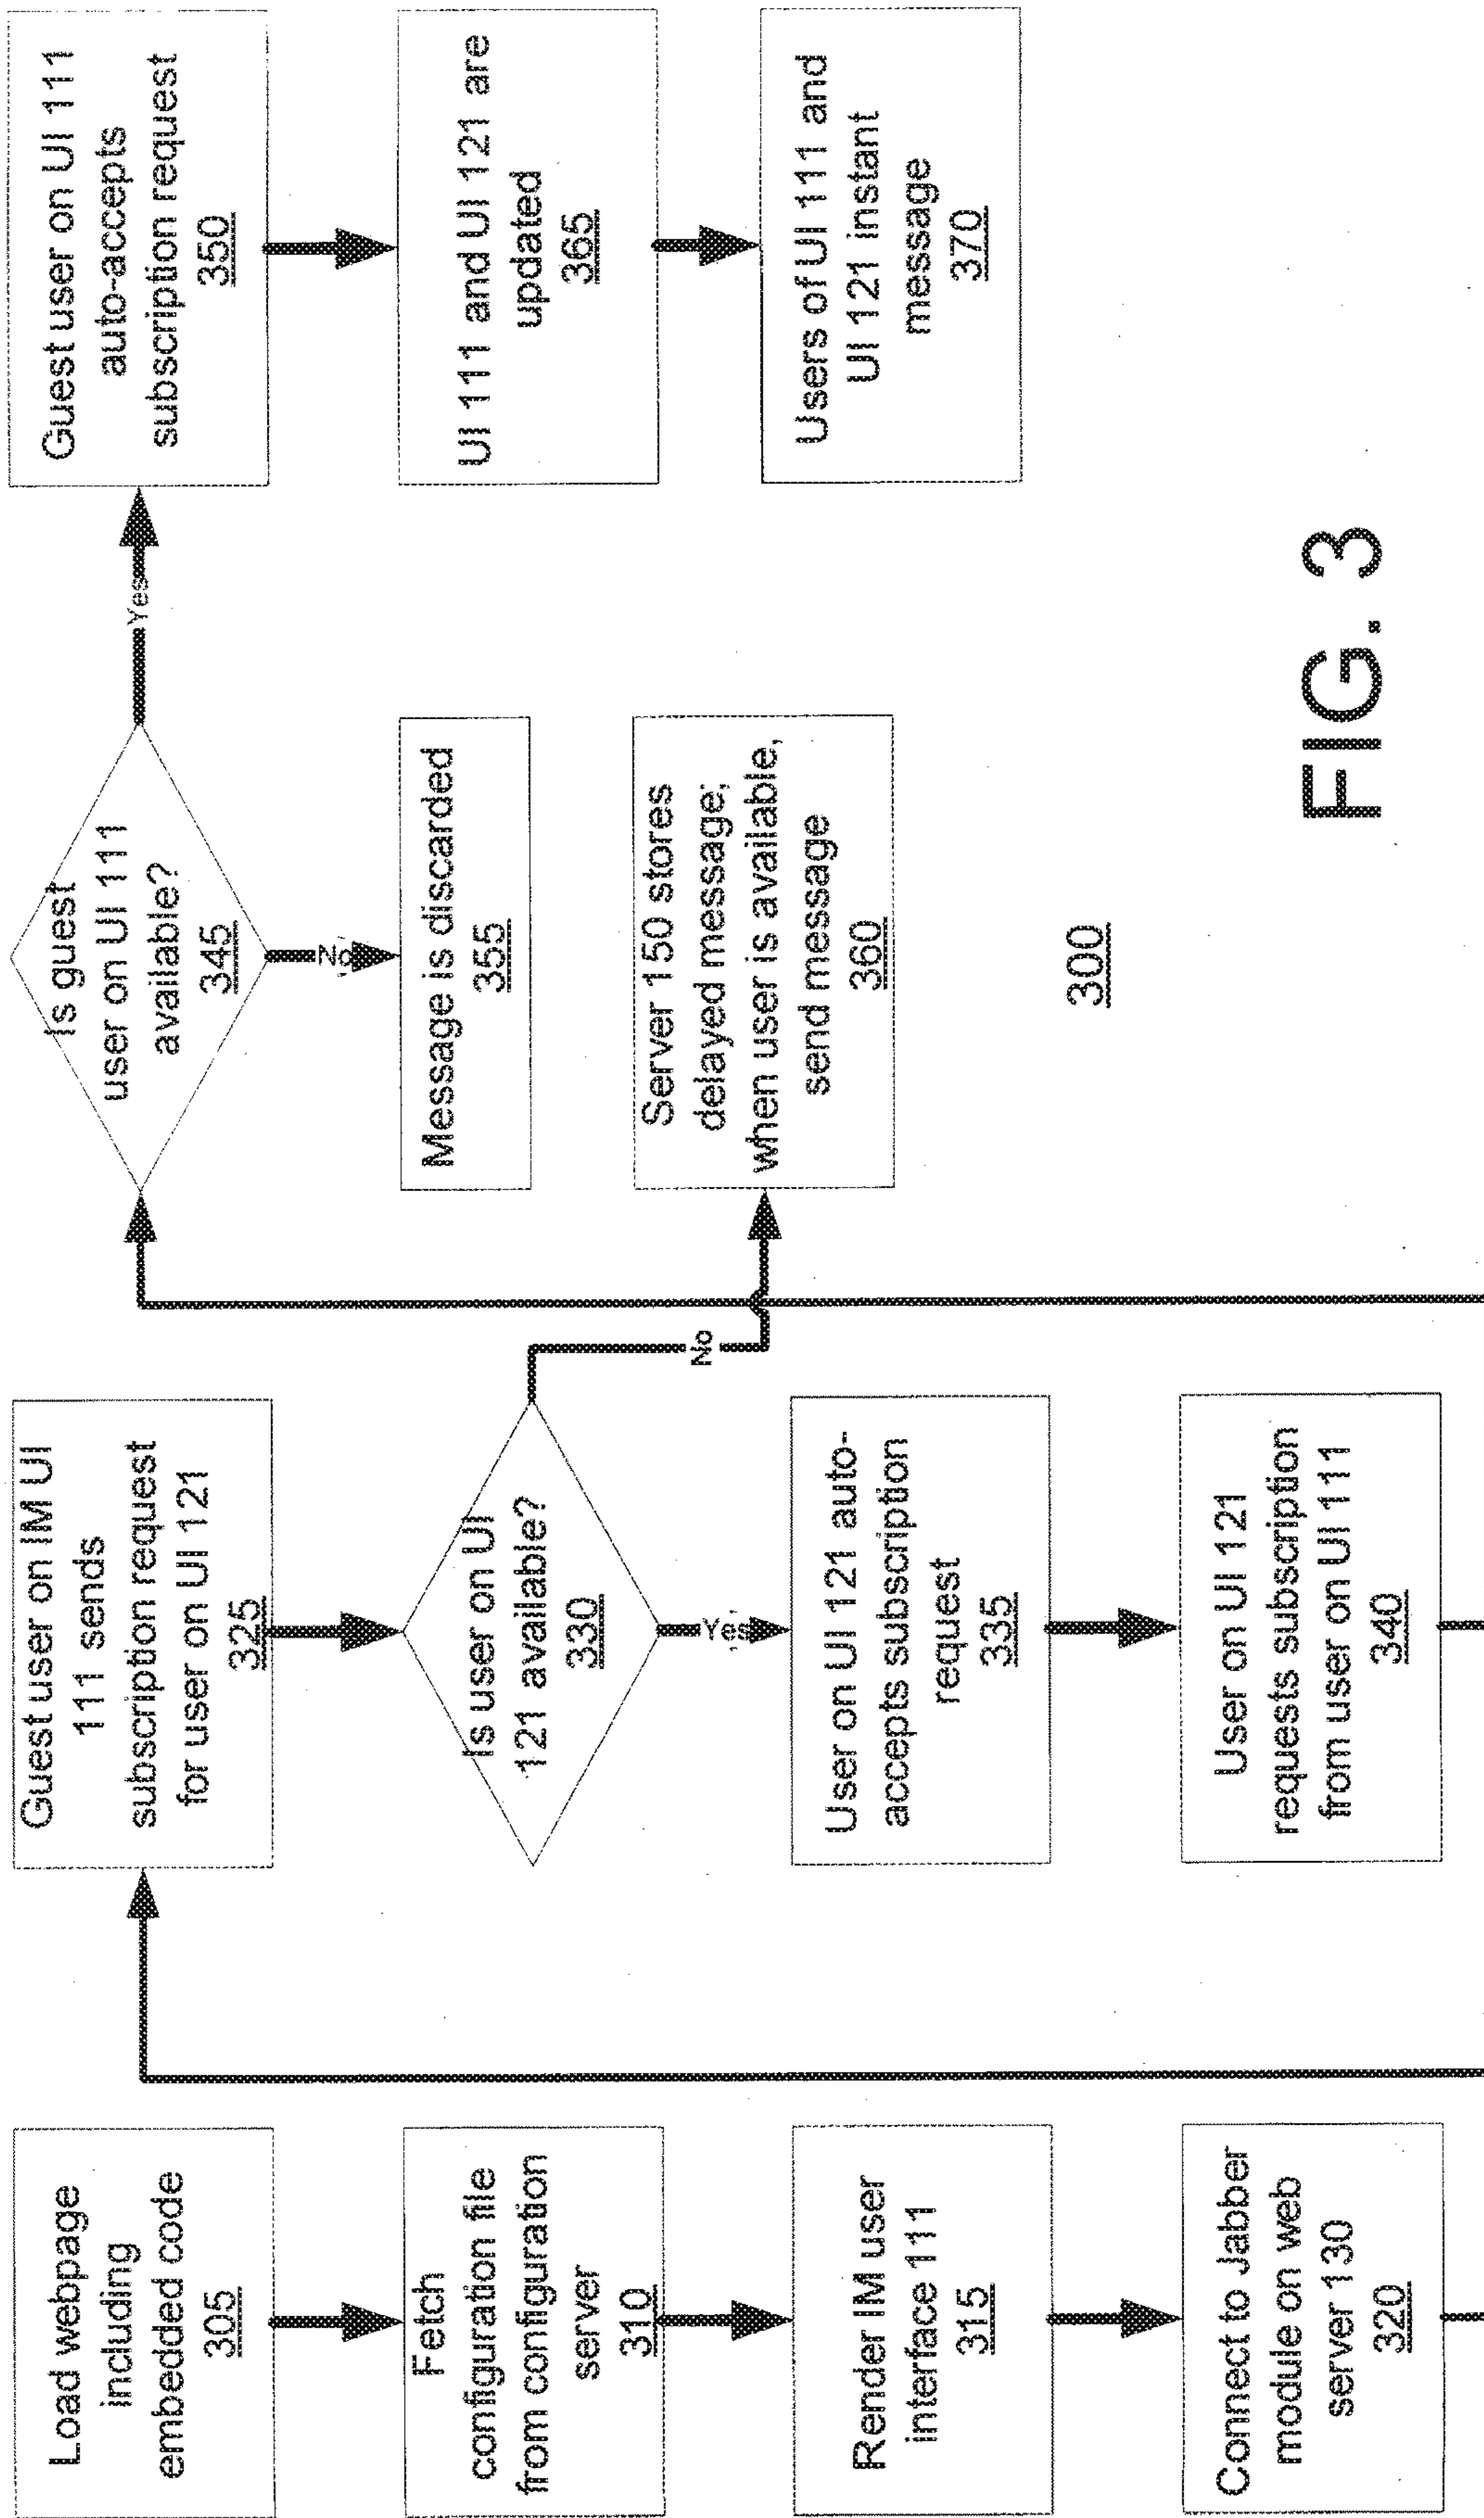 Load webpage
including
embedded code
305
Fetch
configuration file
from configuration
server
310
Render IM user
interface 111
315
Connect to Jabber
module on web
server 130
320
Guest user on IM UI
111 sends
subscription request
for user on UI 121
325
Is user on UI
121 available?
330
No
Yes
User on UI 121 auto-
accepts subscription
request
335
User on UI 121
requests subscription
from user on UI 111
340
Is guest
user on UI 111
available?
345
Yes
No
Message is discarded
355
Server 150 stores
delayed message;
when user is available,
send message
360
Guest user on UI 111
auto-accepts
subscription request
350
UI 111 and UI 121 are
updated
365
Users of UI 111 and
UI 121 instant
message
370
300
FIG. 3